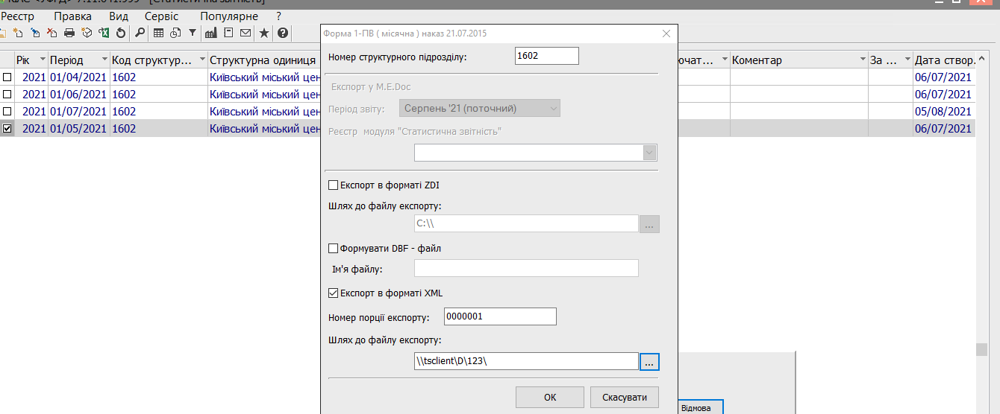 7.11.041.999 - [Статистична звітність]
Реєстр Правка Вид Сервіс Популярне ?
Форма 1-ПВ ( місячна ) наказ 21.07.2015
Номер структурного підрозділу: 1602
Рік Період Код структур... Структурна одиниця ючат... Коментар За ... Дата створ.
2021 01/04/2021 1602 Київський міський цен 06/07/2021
Експорт у M.E.Doc
2021 01/06/2021 1602 Київський міський цен 06/07/2021
Період звіту: Серпень '21 (поточний)
2021 01/07/2021 1602 Київський міський цен 05/08/2021
2021 01/05/2021 1602 Київський міський цен 06/07/2021
Реєстр модуля "Статистична звітність"
Експорт в форматі ZDI
Шлях до файлу експорту:
C:\\ ...
Формувати DBF - файл
Ім'я файлу:
Експорт в форматі XML
Номер порції експорту: 0000001
Шлях до файлу експорту:
\\tsclient\D\123\ ...
ОК Скасувати
Відмова